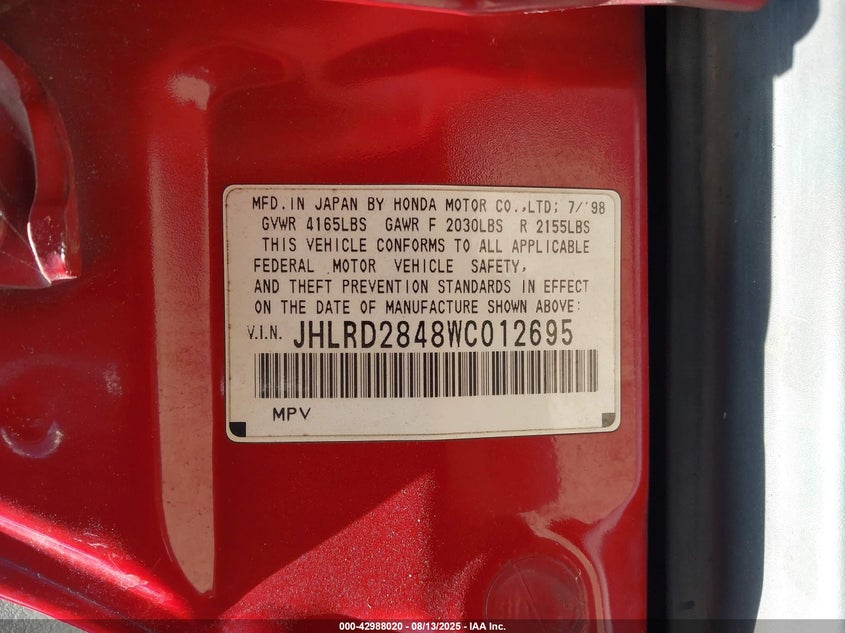 MFD. IN JAPAN BY HONDA MOTOR CO.,LTD; 7/'98
GVWR 4165LBS GAWR F 2030LBS R 2155LBS
THIS VEHICLE CONFORMS TO ALL APPLICABLE
FEDERAL MOTOR VEHICLE SAFETY,
AND THEFT PREVENTION STANDARDS IN EFFECT
ON THE DATE OF MANUFACTURE SHOWN ABOVE:
V.I.N. JHLRD2848WC012695
MPV
000-42988020 - 08/13/2025 - IAA Inc.